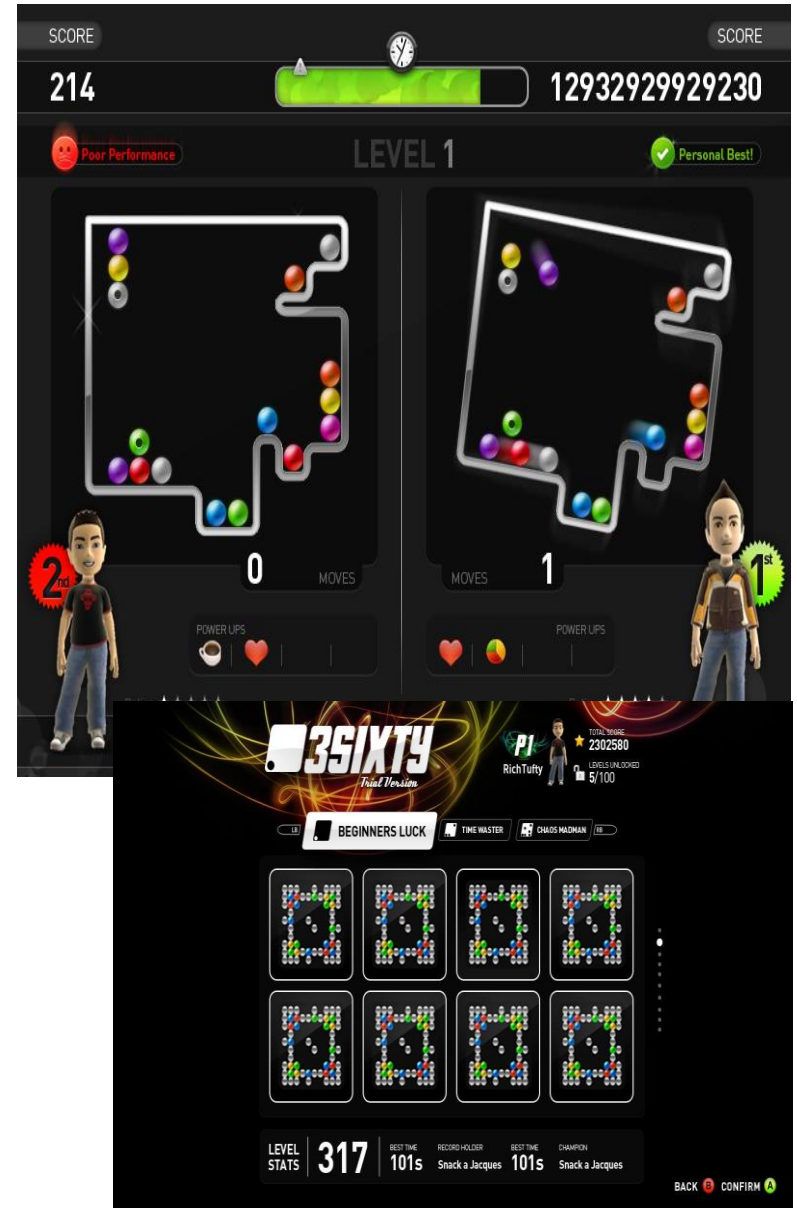 SCORE
SCORE
214
12932929929230
Poor Performance
LEVEL 1
Personal Best!
0
MOVES
MOVES
1
2nd
1st
POWER UPS
POWER UPS
3SIXTY
Trial Version
P1
RichTufty
TOTAL SCORE
2302580
LEVELS UNLOCKED
5/100
LB
BEGINNERS LUCK
TIME WASTER
CHAOS MADMAN
RB
LEVEL
STATS
317
BEST TIME
101s
RECORD HOLDER
Snack a Jacques
BEST TIME
101s
CHAMPION
Snack a Jacques
BACK B CONFIRM A